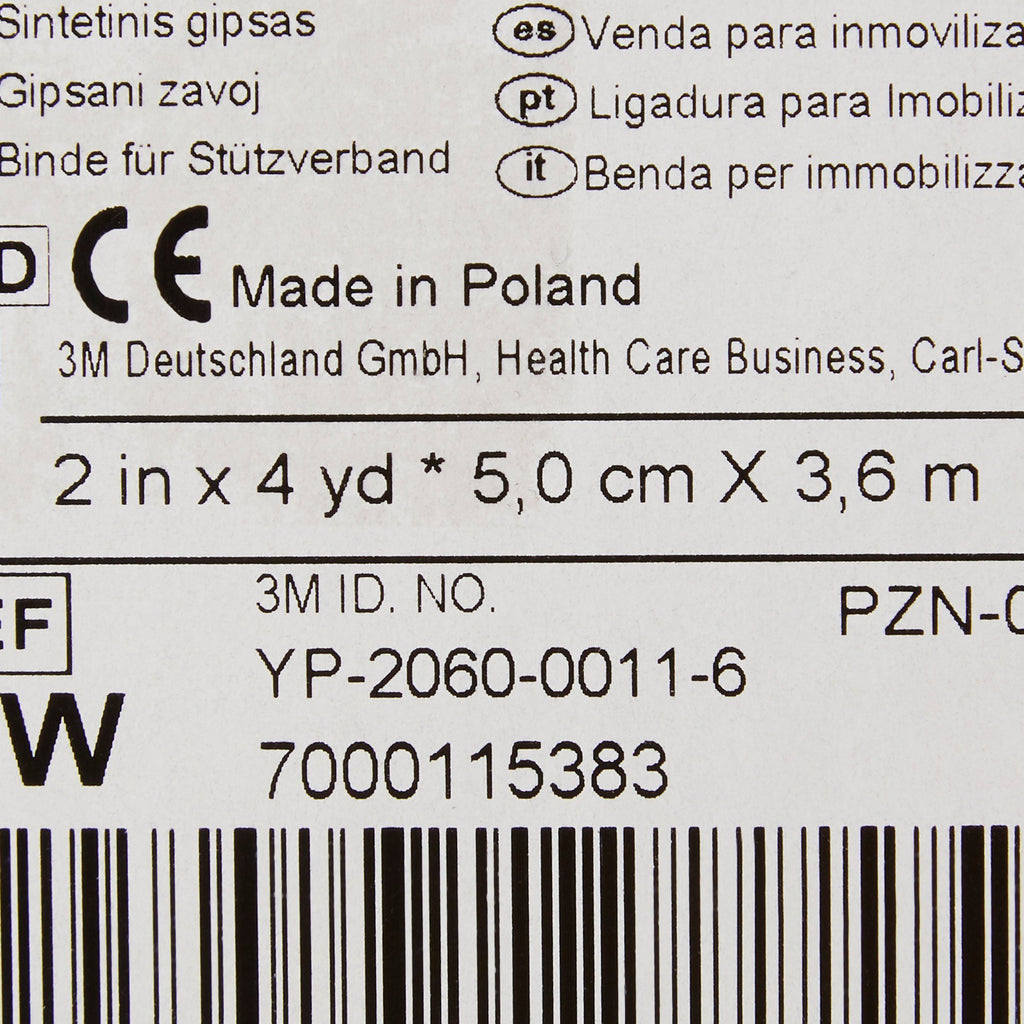 Sintetinis gipsas
es Venda para inmoviliza
Gipsani zavoj
pt Ligadura para Imobiliz
Binde für Stützverband
it Benda per immobilizza
D CE Made in Poland
3M Deutschland GmbH, Health Care Business, Carl-S
2 in x 4 yd * 5,0 cm X 3,6 m
EF
3M ID. NO.
PZN-0
YP-2060-0011-6
W
7000115383